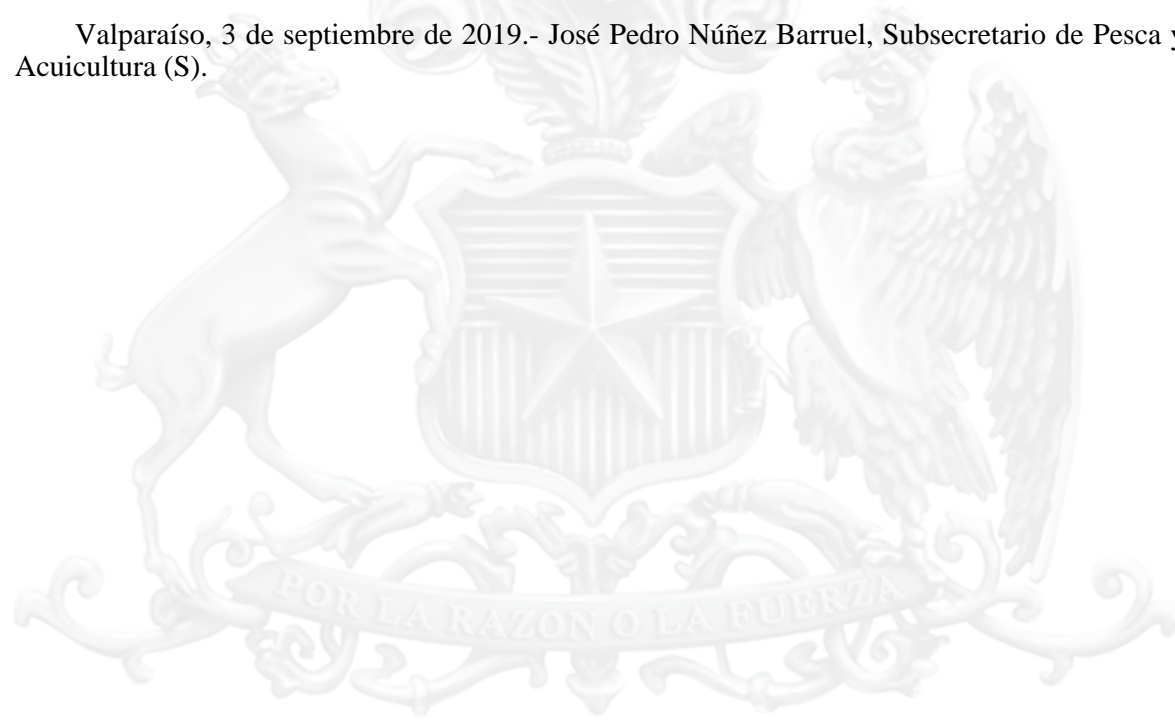 Valparaíso, 3 de septiembre de 2019.- José Pedro Núñez Barruel, Subsecretario de Pesca y
Acuicultura (S).
POR LA RAZON O LA FUERZA